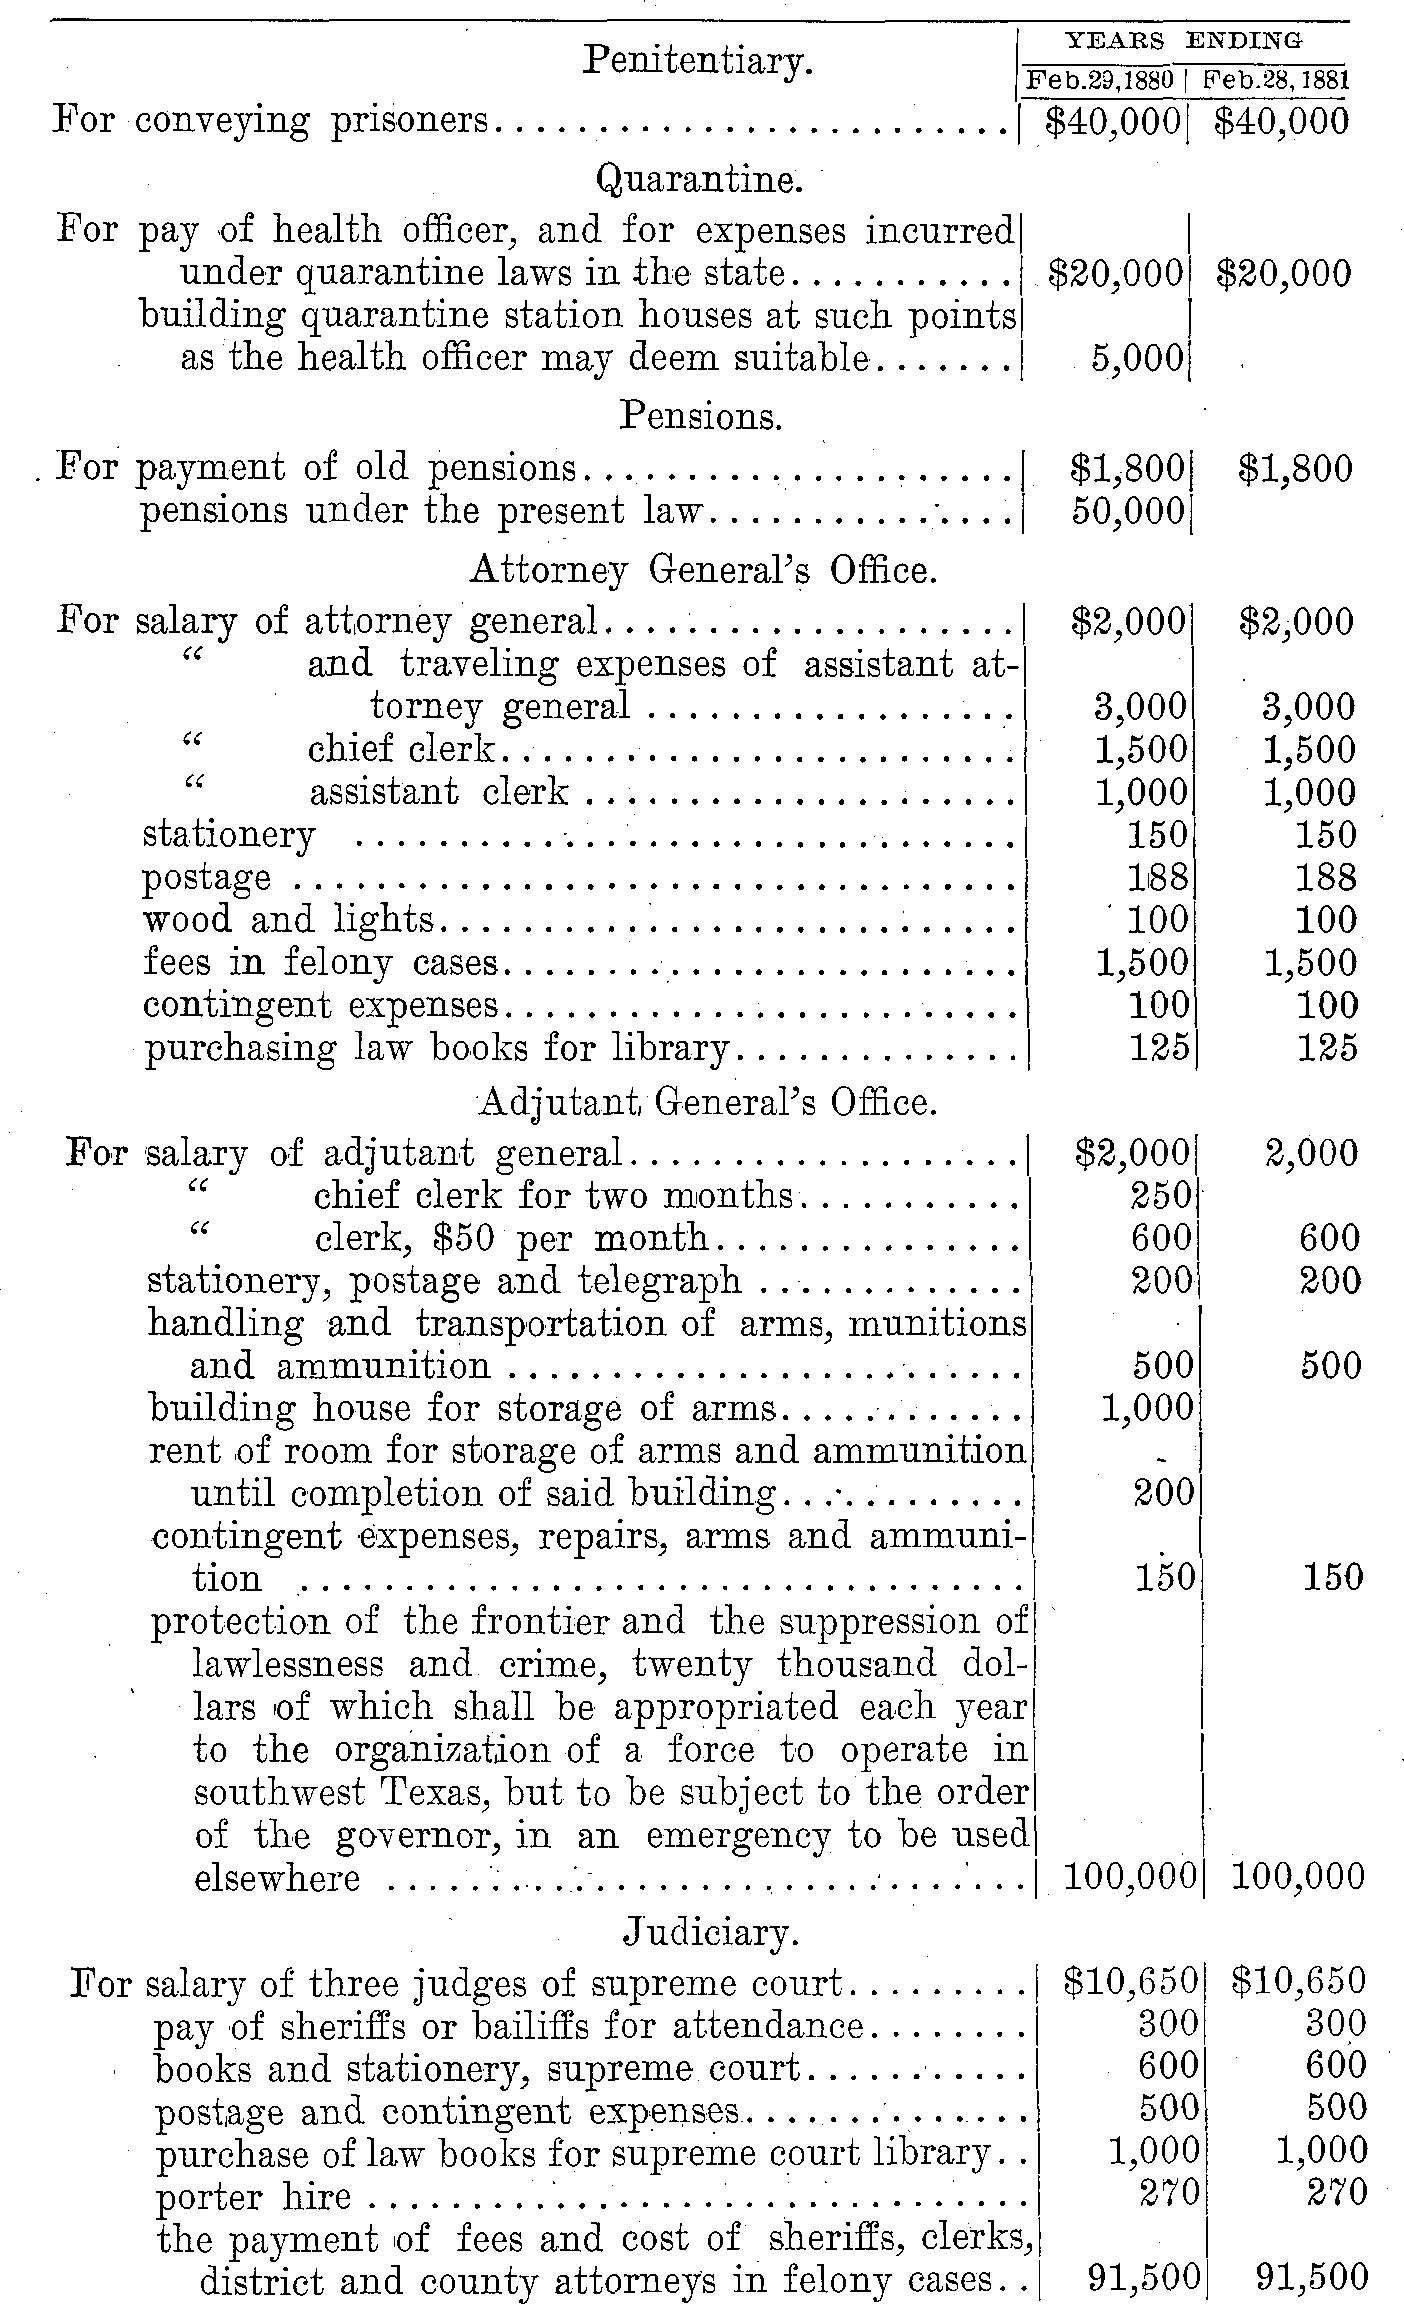 YEARS ENDING
Penitentiary.
Feb.29,1880 | Feb.28,1881
For conveying prisoners........................ $40,000 $40,000
Quarantine.
For pay of health officer, and for expenses incurred
under quarantine laws in the state........... $20,000 $20,000
building quarantine station houses at such points
as the health officer may deem suitable....... 5,000
Pensions.
For payment of old pensions..................... $1,800 $1,800
pensions under the present law............... 50,000
Attorney General's Office.
For salary of attorney general.................... $2,000 $2,000
“ and traveling expenses of assistant at-
torney general .................. 3,000 3,000
“ chief clerk......................... 1,500 1,500
“ assistant clerk ..................... 1,000 1,000
stationery ................................ 150 150
postage ................................... 188 188
wood and lights............................ 100 100
fees in felony cases......................... 1,500 1,500
contingent expenses......................... 100 100
purchasing law books for library.............. 125 125
Adjutant General's Office.
For salary of adjutant general................... $2,000 2,000
“ chief clerk for two months........... 250
“ clerk, $50 per month............... 600 600
stationery, postage and telegraph ............. 200 200
handling and transportation of arms, munitions
and ammunition ......................... 500 500
building house for storage of arms............ 1,000
rent of room for storage of arms and ammunition
until completion of said building............ 200
contingent expenses, repairs, arms and ammuni-
tion ................................... 150 150
protection of the frontier and the suppression of
lawlessness and crime, twenty thousand dol-
lars of which shall be appropriated each year
to the organization of a force to operate in
southwest Texas, but to be subject to the order
of the governor, in an emergency to be used
elsewhere ............................... 100,000 100,000
Judiciary.
For salary of three judges of supreme court......... $10,650 $10,650
pay of sheriffs or bailiffs for attendance........ 300 300
books and stationery, supreme court........... 600 600
postage and contingent expenses.............. 500 500
purchase of law books for supreme court library.. 1,000 1,000
porter hire ................................ 270 270
the payment of fees and cost of sheriffs, clerks,
district and county attorneys in felony cases.. 91,500 91,500